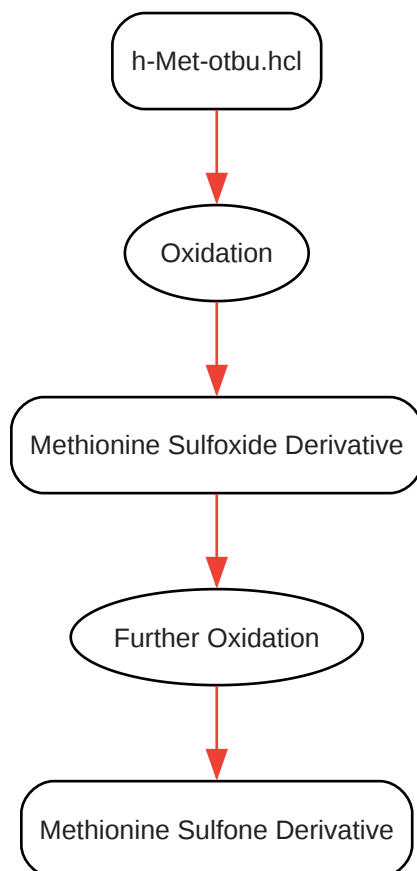 h-Met-otbu.hcl
Oxidation
Methionine Sulfoxide Derivative
Further Oxidation
Methionine Sulfone Derivative